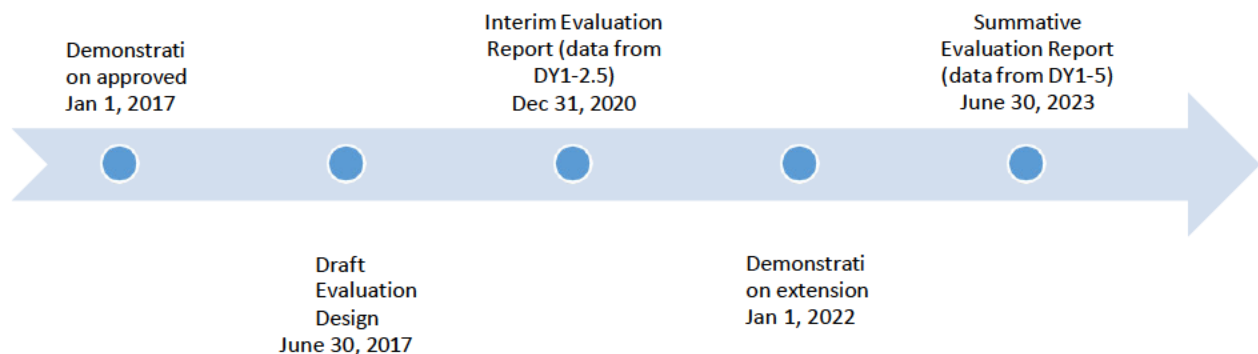 Demonstrati
on approved
Jan 1, 2017
Interim Evaluation
Report (data from
DY1-2.5)
Dec 31, 2020
Summative
Evaluation Report
(data from DY1-5)
June 30, 2023
Draft
Evaluation
Design
June 30, 2017
Demonstrati
on extension
Jan 1, 2022